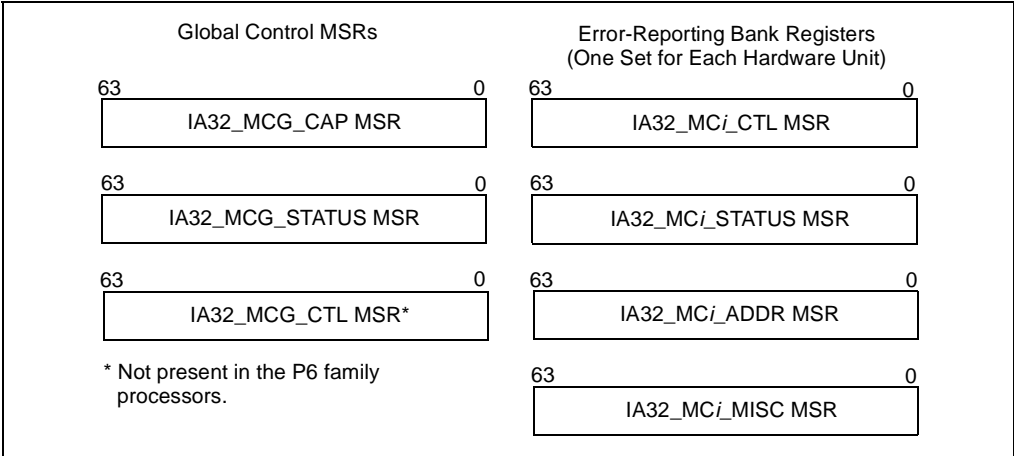 Global Control MSRs
63 0
IA32_MCG_CAP MSR
63 0
IA32_MCG_STATUS MSR
63 0
IA32_MCG_CTL MSR*
* Not present in the P6 family
processors.
Error-Reporting Bank Registers
(One Set for Each Hardware Unit)
63 0
IA32_MCi_CTL MSR
63 0
IA32_MCi_STATUS MSR
63 0
IA32_MCi_ADDR MSR
63 0
IA32_MCi_MISC MSR